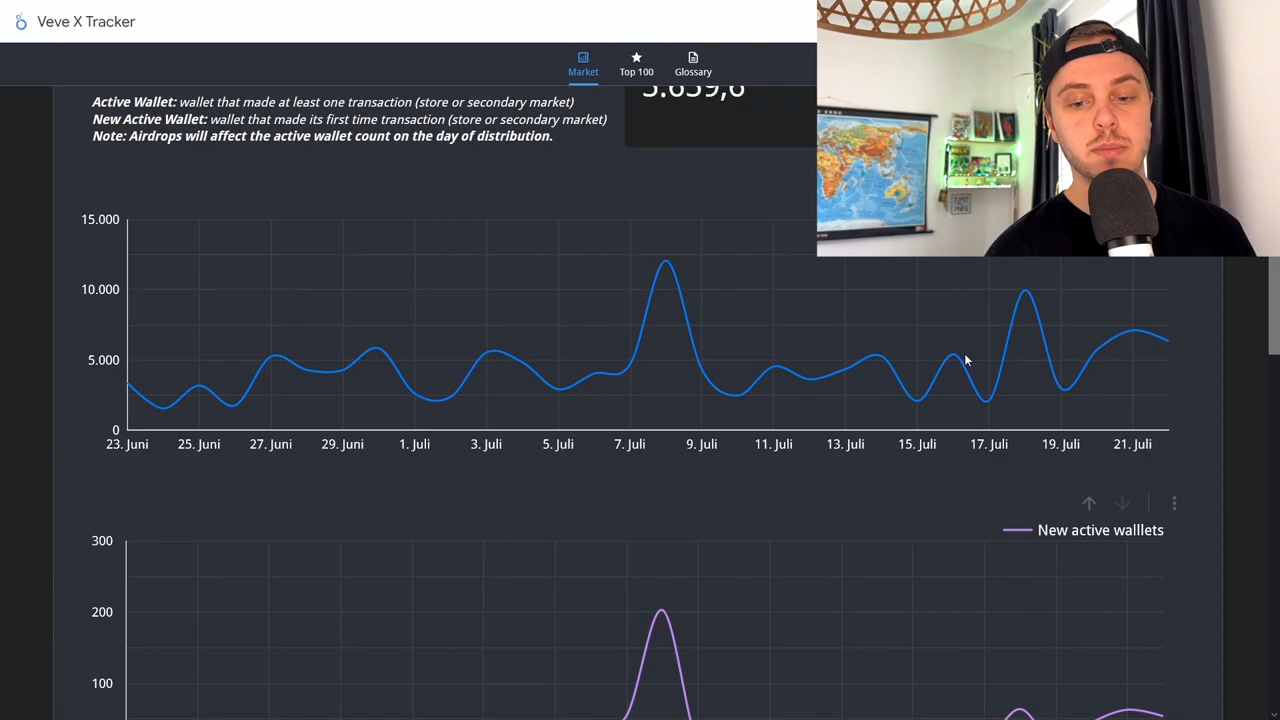 Veve X Tracker
Market
Top 100
Glossary
Active Wallet: wallet that made at least one transaction (store or secondary market)
New Active Wallet: wallet that made its first time transaction (store or secondary market)
Note: Airdrops will affect the active wallet count on the day of distribution.
5.659,6
15.000
10.000
5.000
0
23. Juni 25. Juni 27. Juni 29. Juni 1. Juli 3. Juli 5. Juli 7. Juli 9. Juli 11. Juli 13. Juli 15. Juli 17. Juli 19. Juli 21. Juli
New active walllets
300
200
100